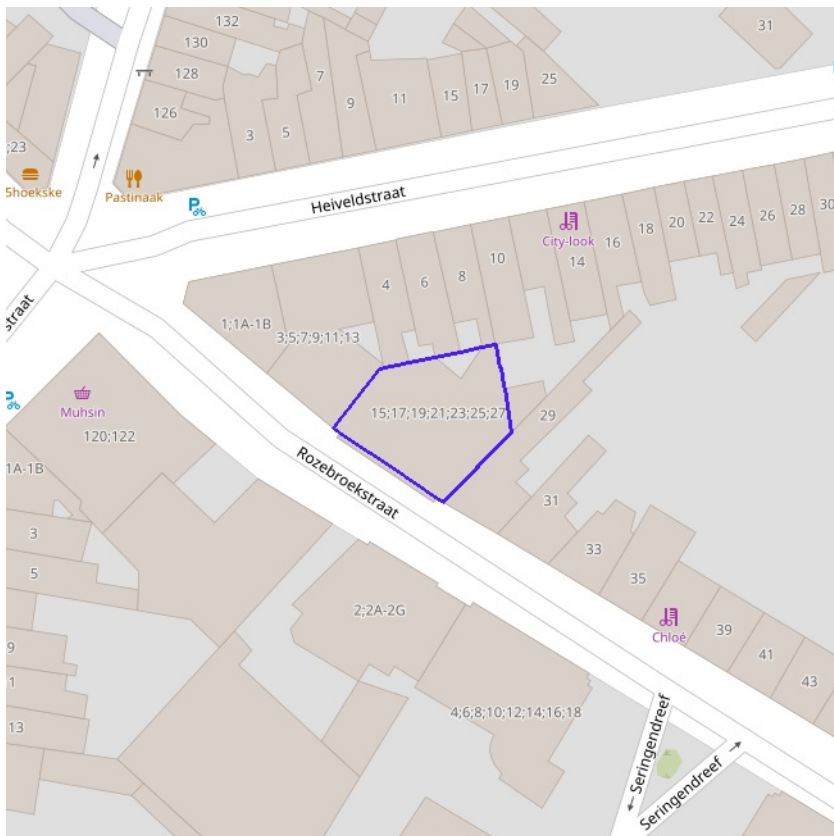 132
31
130
128
7
25
126
9
11
15
17
19
3
5
;23
5hoekske
Pastinaak
P
Heiveldstraat
City-look
30
28
26
24
22
20
18
16
14
10
8
6
4
straat
1;1A-1B
3;5;7;9;11;13
P
Muhsin
15;17;19;21;23;25;27
29
120;122
1A-1B
Rozebroekstraat
31
3
33
5
35
2;2A-2G
Chloé
39
9
41
1
43
4;6;8;10;12;14;16;18
13
Seringendreef
Seringendreef